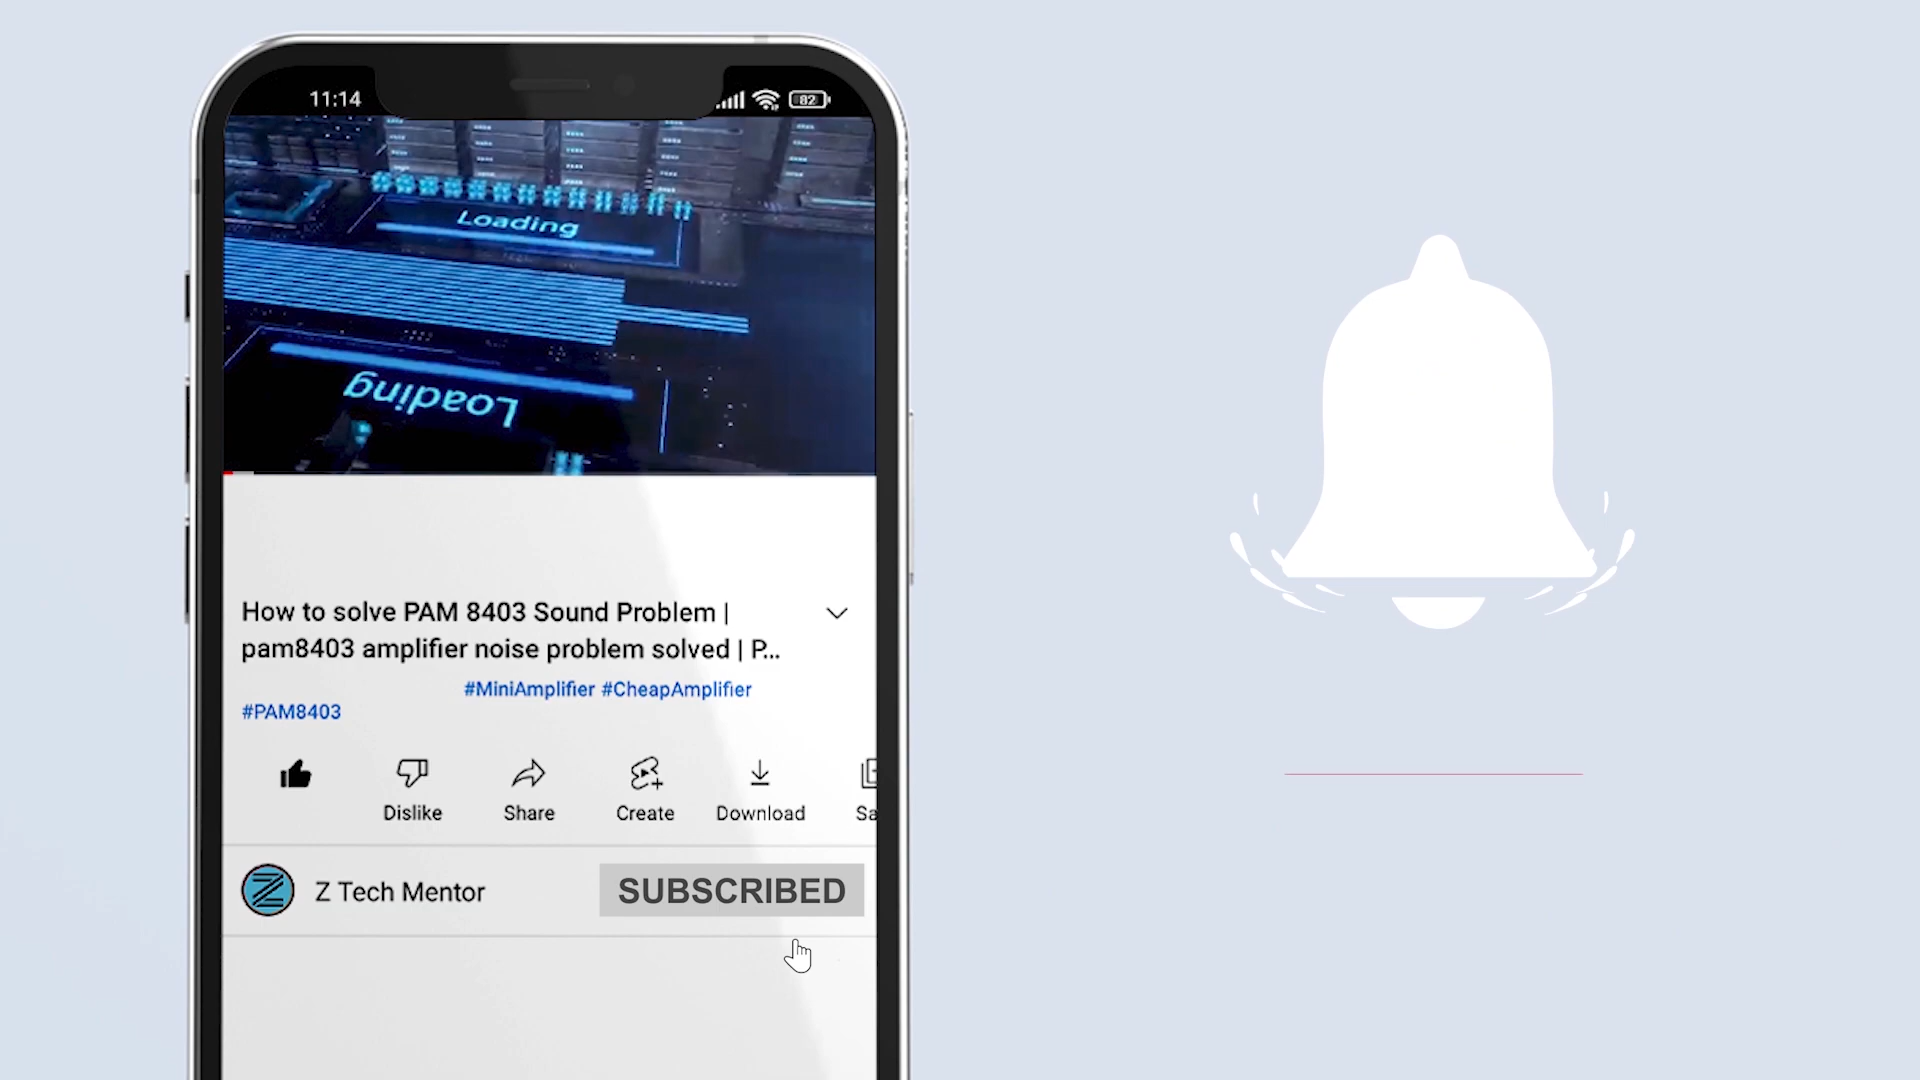 11:14
82
Loading
Loading
How to solve PAM 8403 Sound Problem |
pam8403 amplifier noise problem solved | P...
#MiniAmplifier #CheapAmplifier
#PAM8403
Dislike
Share
Create
Download
Sa
Z Tech Mentor
SUBSCRIBED